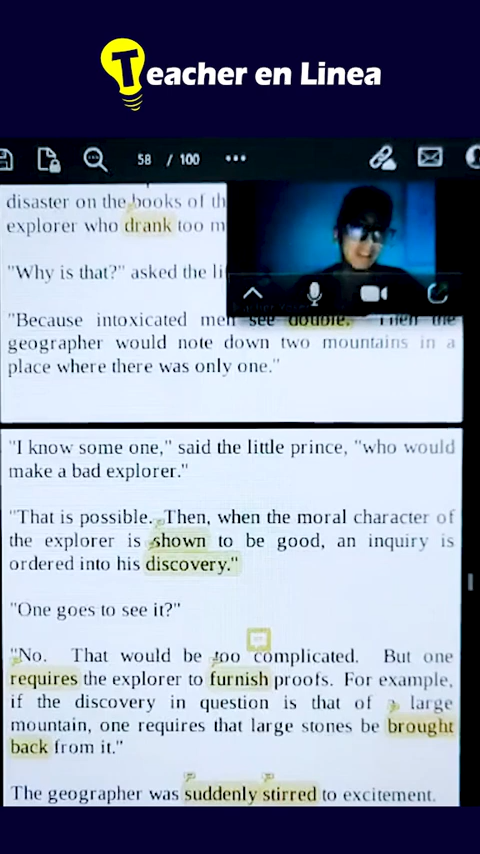 Teacher en Linea
58 / 100
disaster on the books of th
explorer who drank too m
"Why is that?" asked the li
"Because intoxicated men see double. Then the
geographer would note down two mountains in a
place where there was only one."
"I know some one," said the little prince, "who would
make a bad explorer."
"That is possible. Then, when the moral character of
the explorer is shown to be good, an inquiry is
ordered into his discovery."
"One goes to see it?"
"No. That would be too complicated. But one
requires the explorer to furnish proofs. For example,
if the discovery in question is that of a large
mountain, one requires that large stones be brought
back from it."
The geographer was suddenly stirred to excitement.